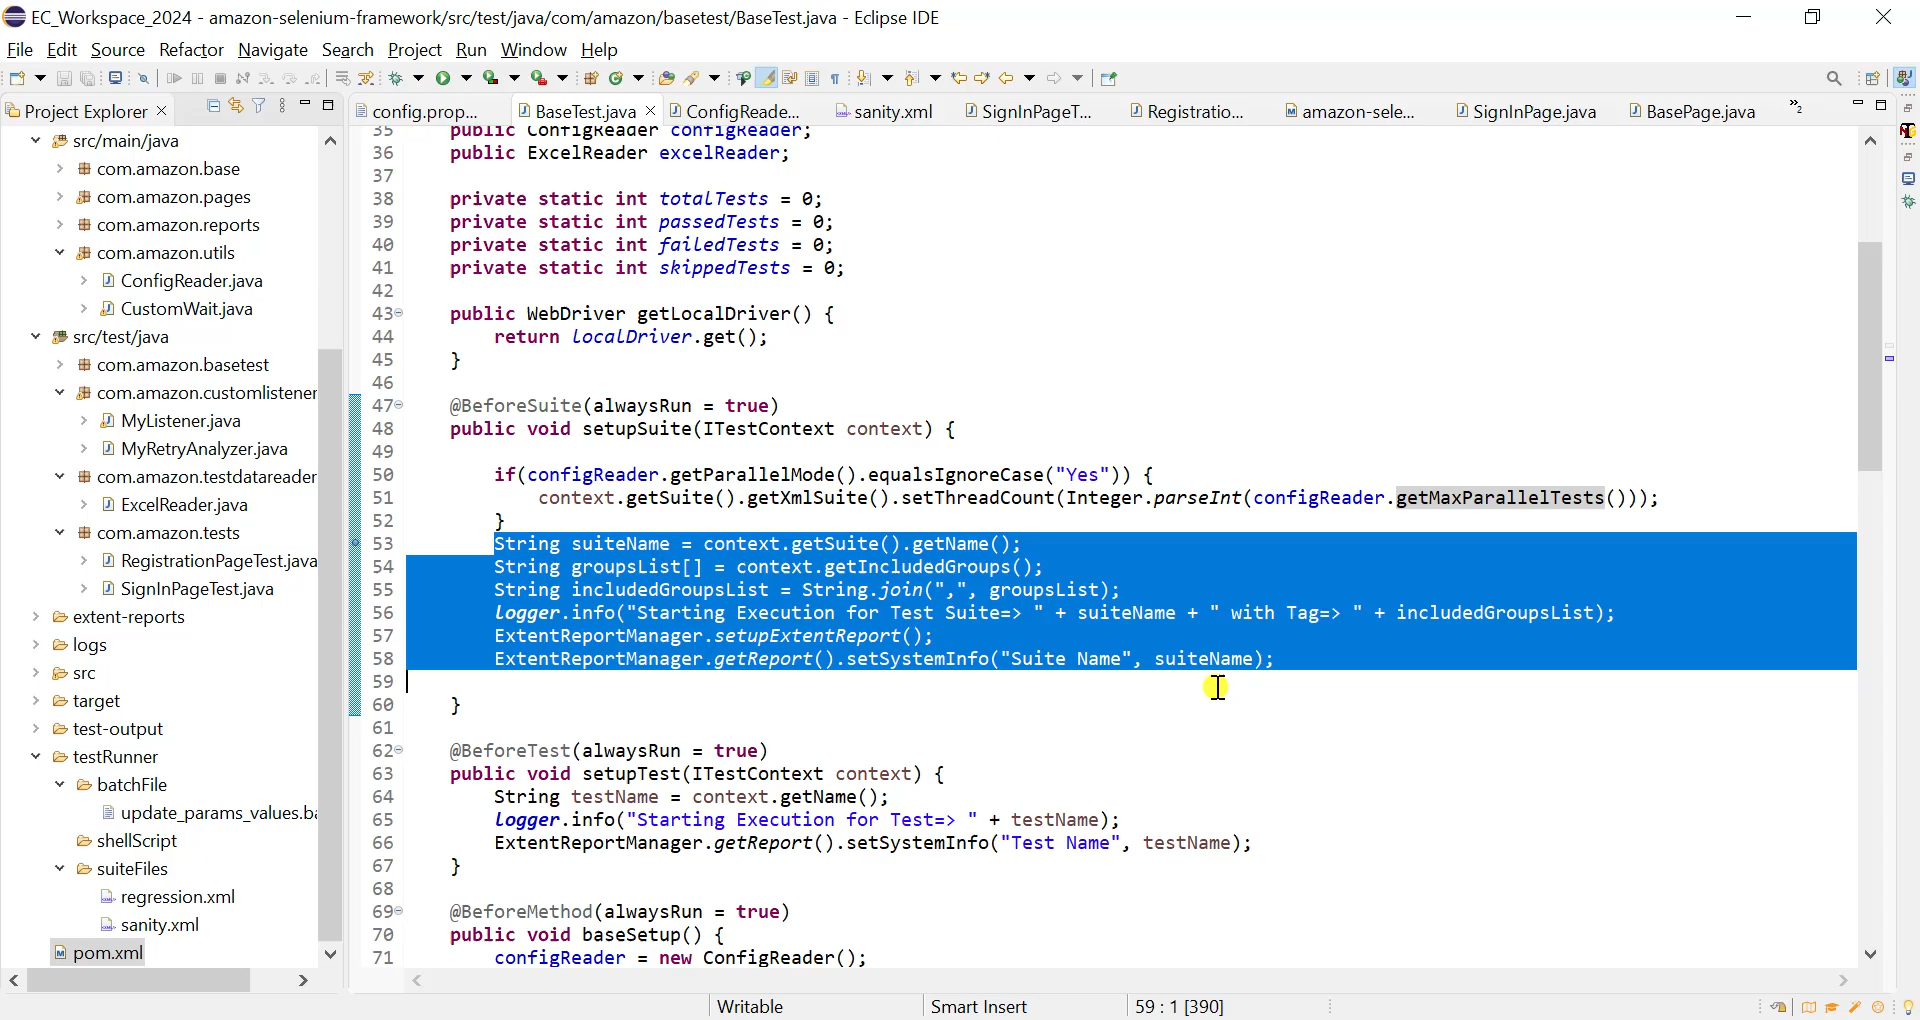 EC_Workspace_2024 - amazon-selenium-framework/src/test/java/com/amazon/basetest/BaseTest.java - Eclipse IDE
File Edit Source Refactor Navigate Search Project Run Window Help
Project Explorer
config.prop... BaseTest.java ConfigReade... sanity.xml SignInPageT... Registratio... amazon-sele... SignInPage.java BasePage.java »2
src/main/java
com.amazon.base
com.amazon.pages
com.amazon.reports
com.amazon.utils
ConfigReader.java
CustomWait.java
src/test/java
com.amazon.basetest
com.amazon.customlistener
MyListener.java
MyRetryAnalyzer.java
com.amazon.testdatareader
ExcelReader.java
com.amazon.tests
RegistrationPageTest.java
SignInPageTest.java
extent-reports
logs
src
target
test-output
testRunner
batchFile
update_params_values.ba
shellScript
suiteFiles
regression.xml
sanity.xml
pom.xml
35 public ConfigReader configReader;
36 public ExcelReader excelReader;
37
38 private static int totalTests = 0;
39 private static int passedTests = 0;
40 private static int failedTests = 0;
41 private static int skippedTests = 0;
42
43 public WebDriver getLocalDriver() {
44 return localDriver.get();
45 }
46
47 @BeforeSuite(alwaysRun = true)
48 public void setupSuite(ITestContext context) {
49
50 if(configReader.getParallelMode().equalsIgnoreCase("Yes")) {
51 context.getSuite().getXmlSuite().setThreadCount(Integer.parseInt(configReader.getMaxParallelTests()));
52 }
53 String suiteName = context.getSuite().getName();
54 String groupsList[] = context.getIncludedGroups();
55 String includedGroupsList = String.join(",", groupsList);
56 logger.info("Starting Execution for Test Suite=> " + suiteName + " with Tag=> " + includedGroupsList);
57 ExtentReportManager.setupExtentReport();
58 ExtentReportManager.getReport().setSystemInfo("Suite Name", suiteName);
59
60 }
61
62 @BeforeTest(alwaysRun = true)
63 public void setupTest(ITestContext context) {
64 String testName = context.getName();
65 logger.info("Starting Execution for Test=> " + testName);
66 ExtentReportManager.getReport().setSystemInfo("Test Name", testName);
67 }
68
69 @BeforeMethod(alwaysRun = true)
70 public void baseSetup() {
71 configReader = new ConfigReader();
Writable Smart Insert 59 : 1 [390]